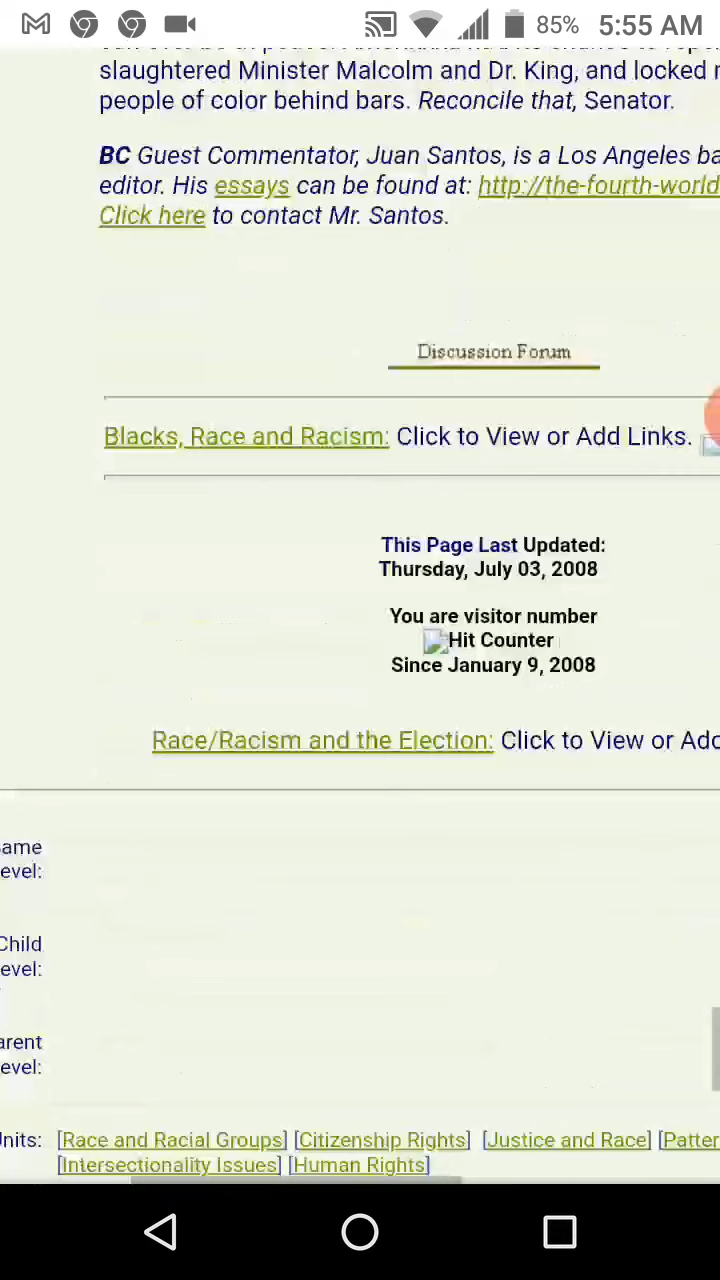 85% 5:55 AM
slaughtered Minister Malcolm and Dr. King, and locked
people of color behind bars. Reconcile that, Senator.
BC Guest Commentator, Juan Santos, is a Los Angeles
editor. His essays can be found at: http://the-fourth-world
Click here to contact Mr. Santos.
Discussion Forum
Blacks, Race and Racism: Click to View or Add Links.
This Page Last Updated:
Thursday, July 03, 2008
You are visitor number
Hit Counter
Since January 9, 2008
Race/Racism and the Election: Click to View or
ame
evel:
Child
evel:
arent
evel:
nits: [Race and Racial Groups] [Citizenship Rights] [Justice and Race] [Patter
[Intersectionality Issues] [Human Rights]